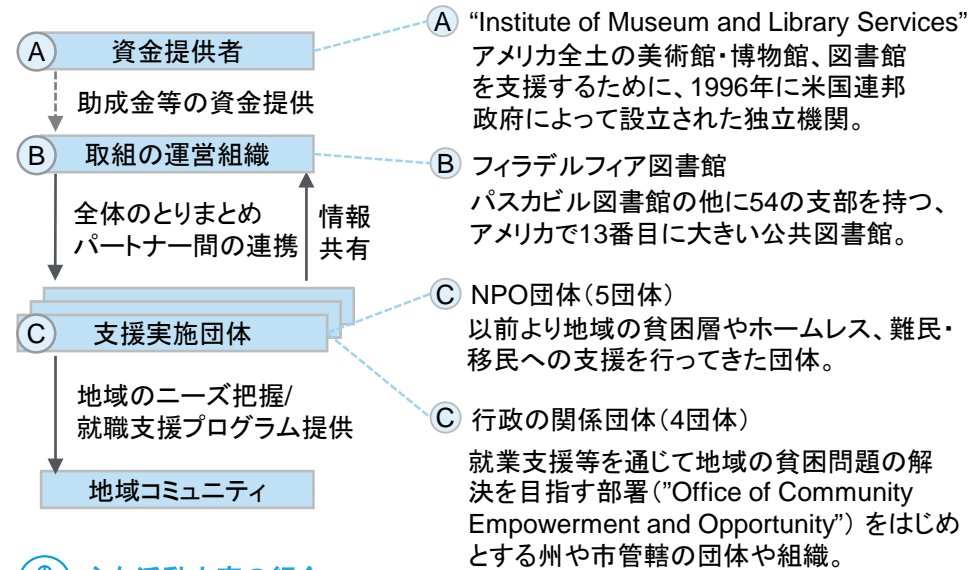 A 資金提供者
助成金等の資金提供
B 取組の運営組織
全体のとりまとめ
パートナー間の連携
情報
共有
C 支援実施団体
地域のニーズ把握/
就職支援プログラム提供
地域コミュニティ
A “Institute of Museum and Library Services”
アメリカ全土の美術館・博物館、図書館
を支援するために、1996年に米国連邦
政府によって設立された独立機関。
B フィラデルフィア図書館
パスカビル図書館の他に54の支部を持つ、
アメリカで13番目に大きい公共図書館。
C NPO団体（5団体）
以前より地域の貧困層やホームレス、難民・
移民への支援を行ってきた団体。
C 行政の関係団体（4団体）
就業支援等を通じて地域の貧困問題の解
決を目指す部署（”Office of Community
Empowerment and Opportunity”）をはじめ
とする州や市管轄の団体や組織。